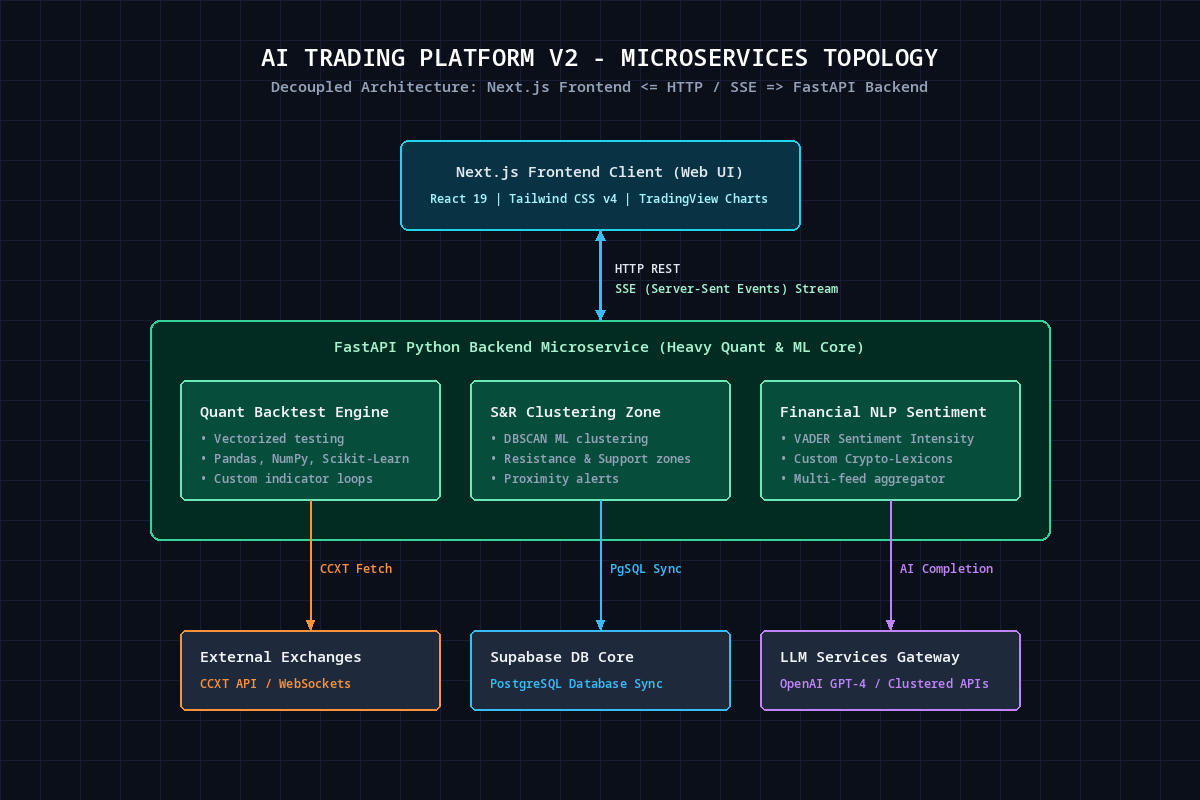 AI TRADING PLATFORM V2 - MICROSERVICES TOPOLOGY
Decoupled Architecture: Next.js Frontend <= HTTP / SSE => FastAPI Backend
Next.js Frontend Client (Web UI)
React 19 | Tailwind CSS v4 | TradingView Charts
HTTP REST
SSE (Server-Sent Events) Stream
FastAPI Python Backend Microservice (Heavy Quant & ML Core)
Quant Backtest Engine
• Vectorized testing
• Pandas, NumPy, Scikit-Learn
• Custom indicator loops
S&R Clustering Zone
• DBSCAN ML clustering
• Resistance & Support zones
• Proximity alerts
Financial NLP Sentiment
• VADER Sentiment Intensity
• Custom Crypto-Lexicons
• Multi-feed aggregator
CCXT Fetch
PgSQL Sync
AI Completion
External Exchanges
CCXT API / WebSockets
Supabase DB Core
PostgreSQL Database Sync
LLM Services Gateway
OpenAI GPT-4 / Clustered APIs